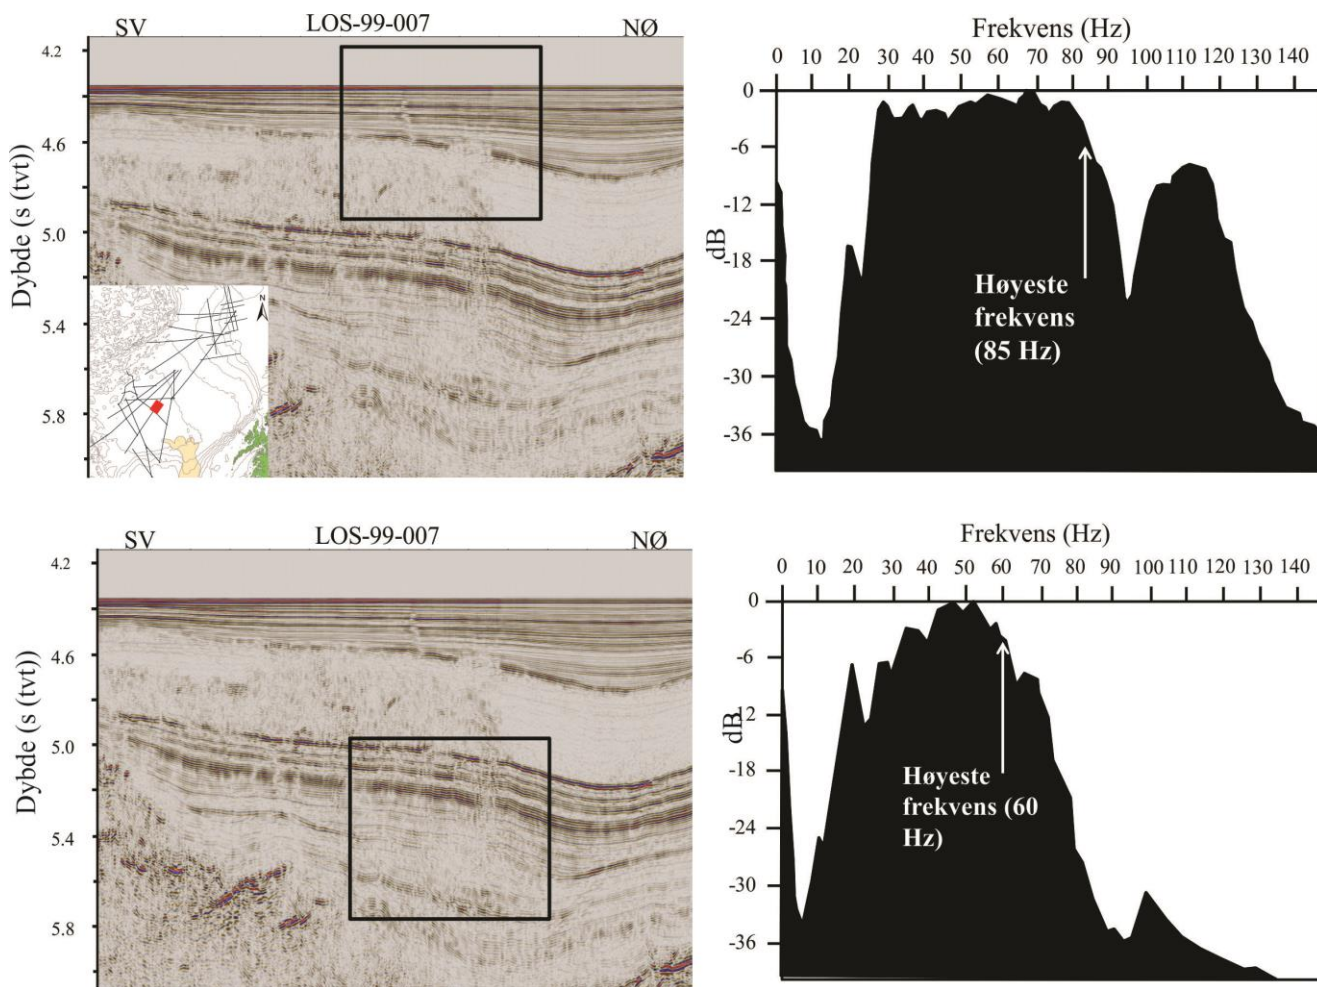 LOS-99-007
SV NØ
4.2
4.6
5.0
5.4
5.8
Dybde (s (tvt))
N
Frekvens (Hz)
0 10 20 30 40 50 60 70 80 90 100 120 140
0
-6
-12
-18
-24
-30
-36
dB
Høyeste
frekvens
(85 Hz)
LOS-99-007
SV NØ
4.2
4.6
5.0
5.4
5.8
Dybde (s (tvt))
Frekvens (Hz)
0 10 20 30 40 50 60 70 80 90 100 110 120 130 140
0
-6
-12
-18
-24
-30
-36
dB
Høyeste
frekvens (60
Hz)